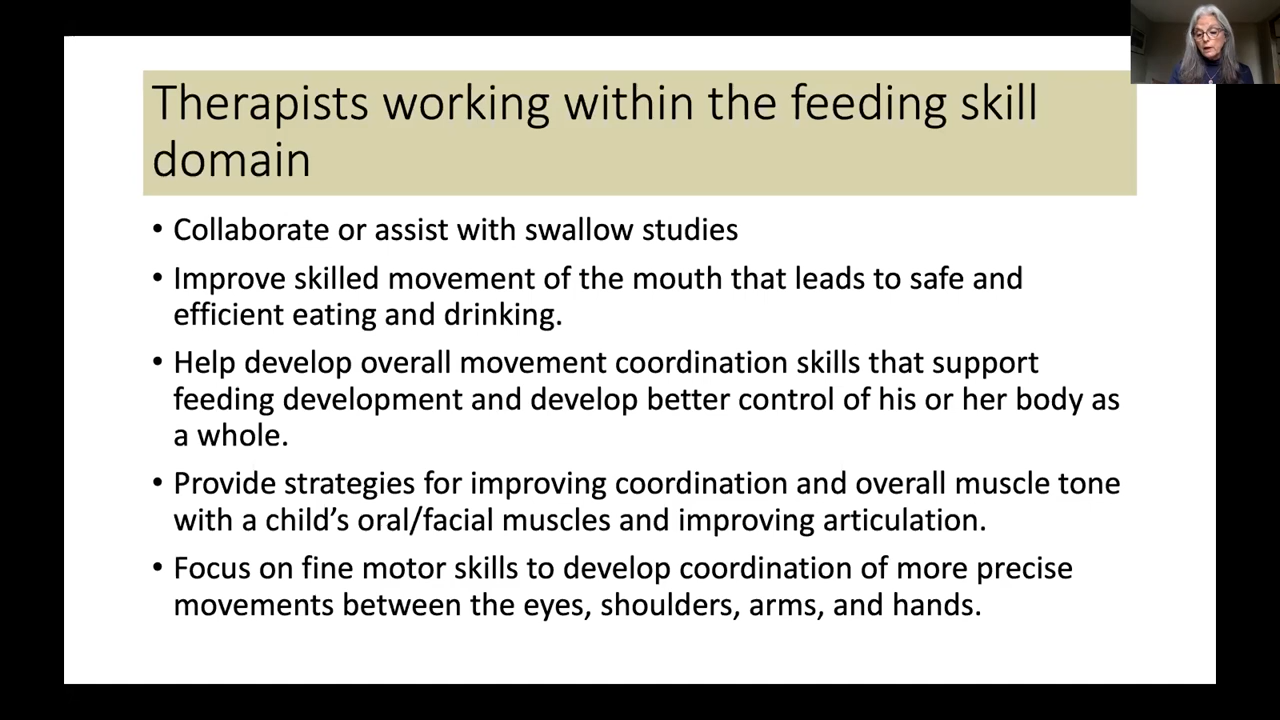 Therapists working within the feeding skill
domain
• Collaborate or assist with swallow studies
• Improve skilled movement of the mouth that leads to safe and
efficient eating and drinking.
• Help develop overall movement coordination skills that support
feeding development and develop better control of his or her body as
a whole.
• Provide strategies for improving coordination and overall muscle tone
with a child’s oral/facial muscles and improving articulation.
• Focus on fine motor skills to develop coordination of more precise
movements between the eyes, shoulders, arms, and hands.